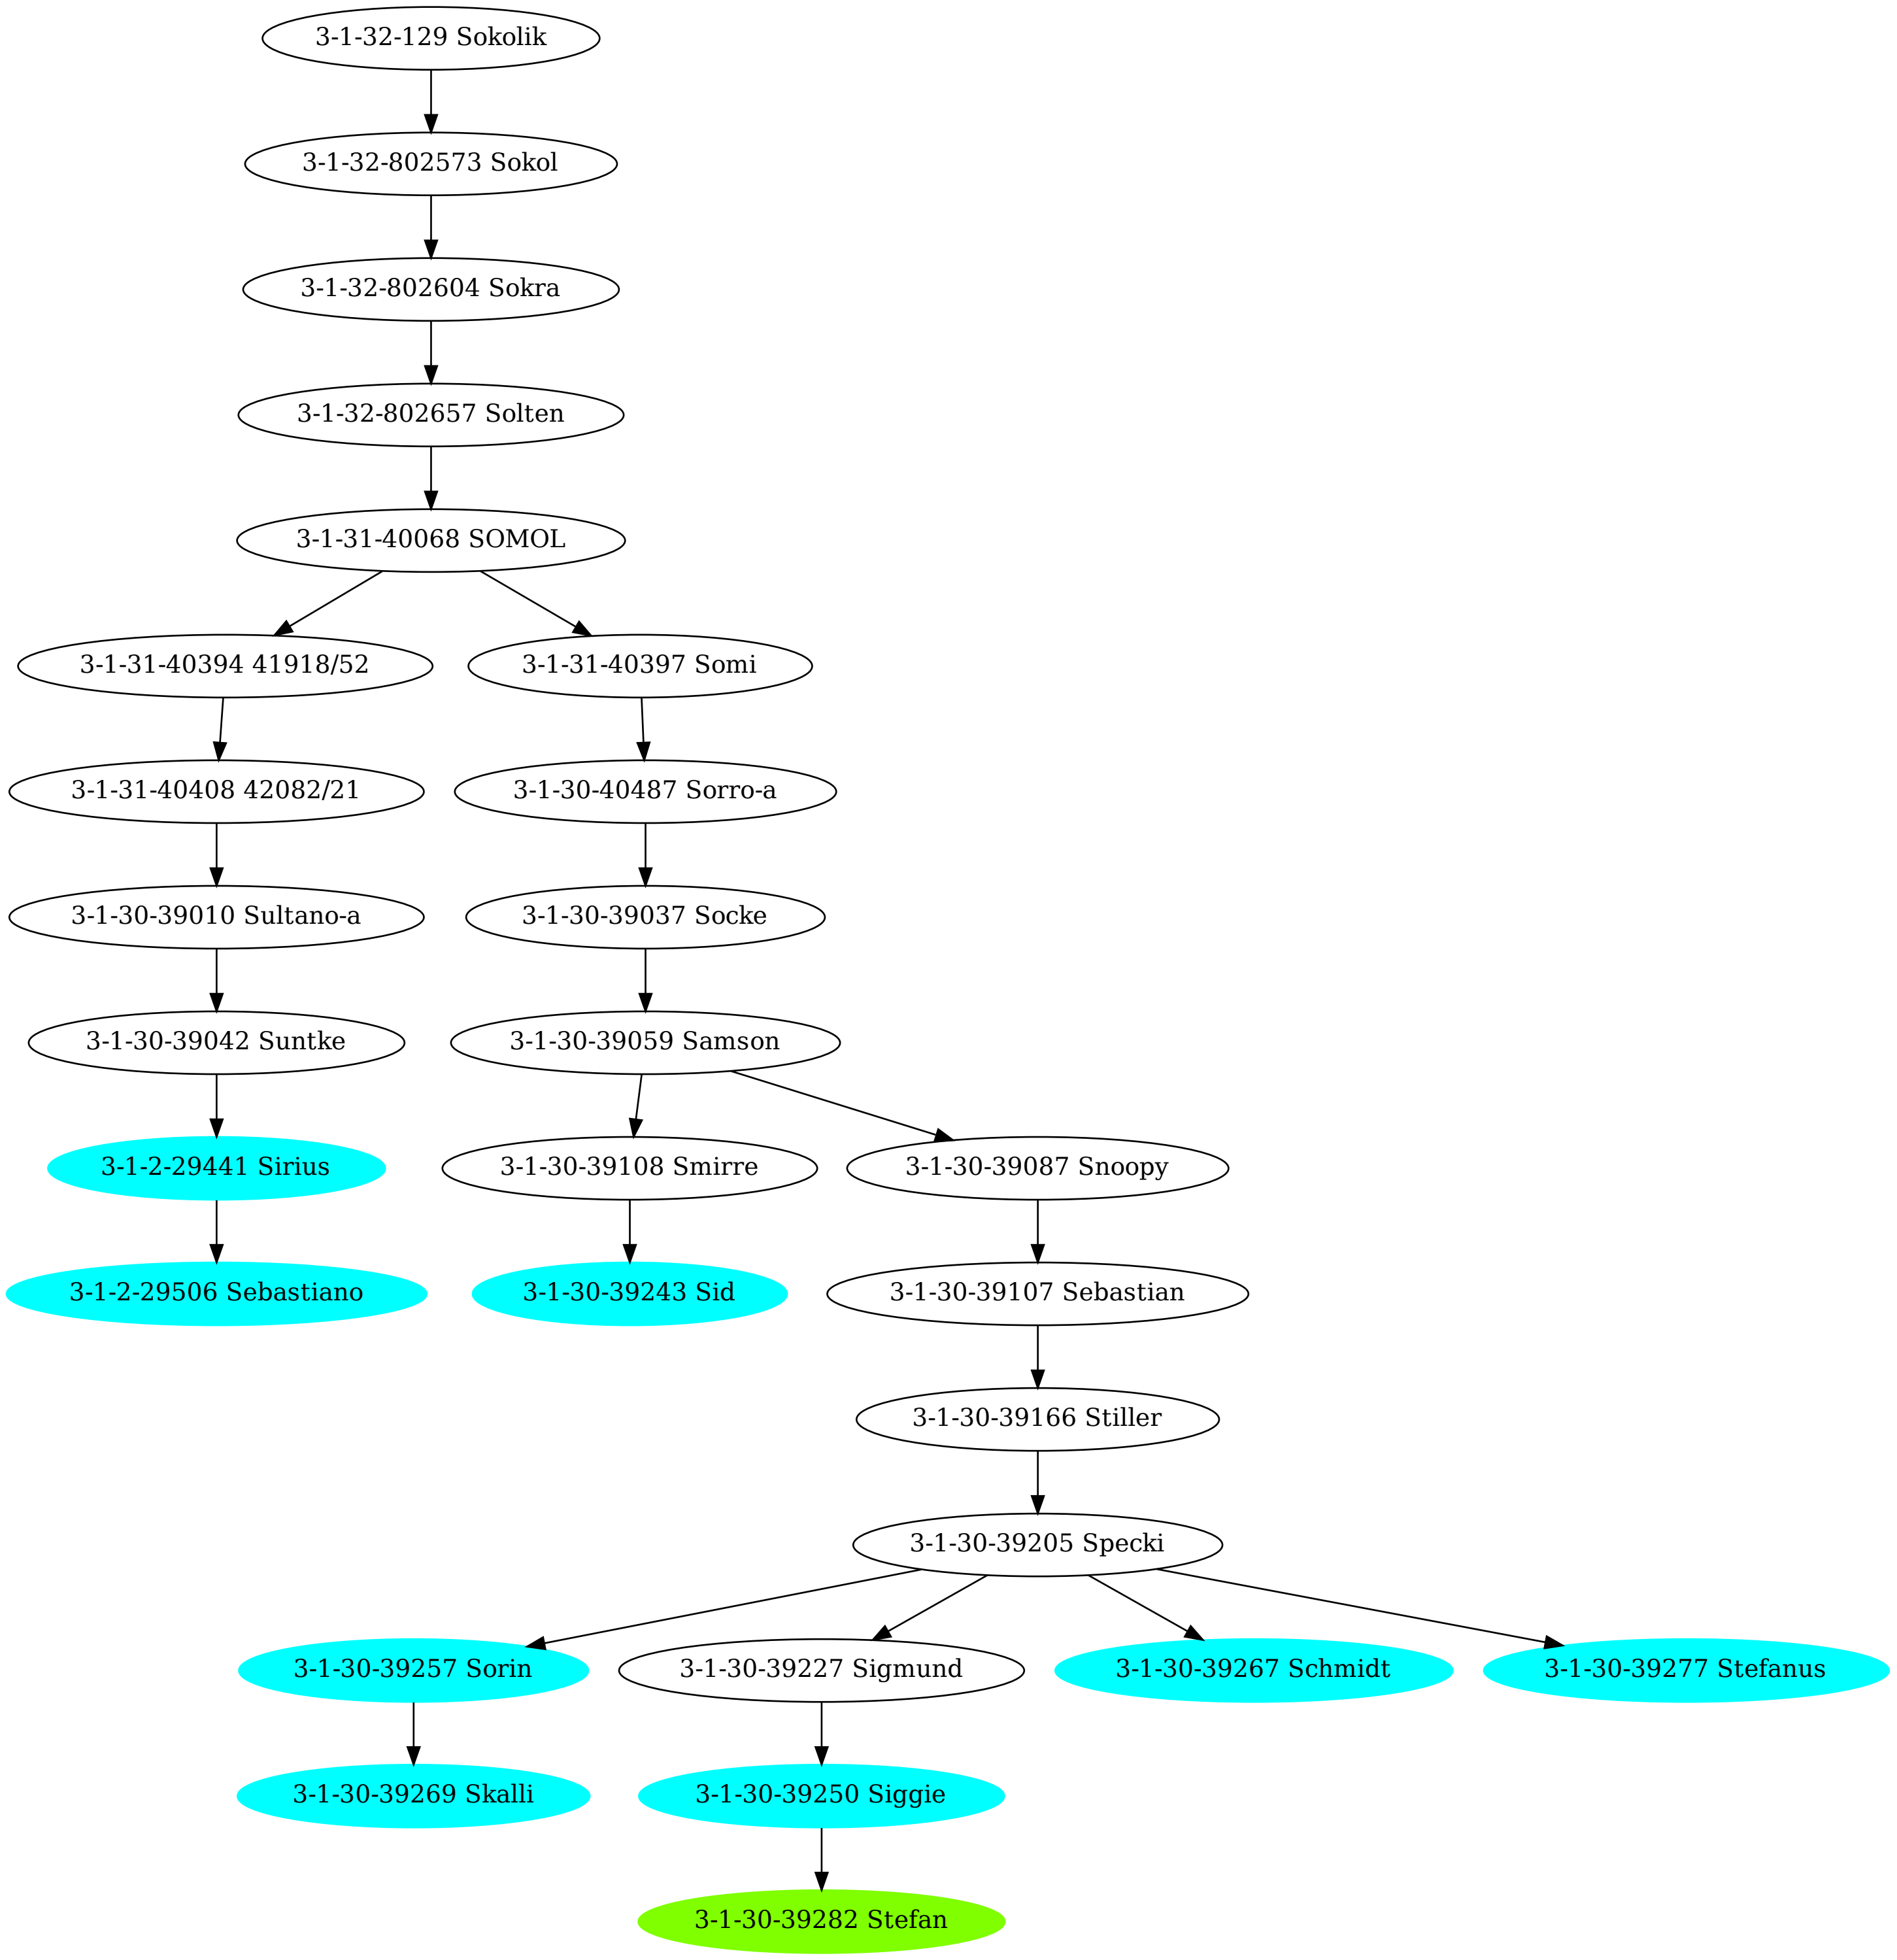 3-1-32-129 Sokolik
3-1-32-802573 Sokol
3-1-32-802604 Sokra
3-1-32-802657 Solten
3-1-31-40068 SOMOL
3-1-31-40394 41918/52
3-1-31-40397 Somi
3-1-31-40408 42082/21
3-1-30-40487 Sorro-a
3-1-30-39010 Sultano-a
3-1-30-39037 Socke
3-1-30-39042 Suntke
3-1-30-39059 Samson
3-1-2-29441 Sirius
3-1-30-39108 Smirre
3-1-30-39087 Snoopy
3-1-2-29506 Sebastiano
3-1-30-39243 Sid
3-1-30-39107 Sebastian
3-1-30-39166 Stiller
3-1-30-39205 Specki
3-1-30-39257 Sorin
3-1-30-39227 Sigmund
3-1-30-39267 Schmidt
3-1-30-39277 Stefanus
3-1-30-39269 Skalli
3-1-30-39250 Siggie
3-1-30-39282 Stefan